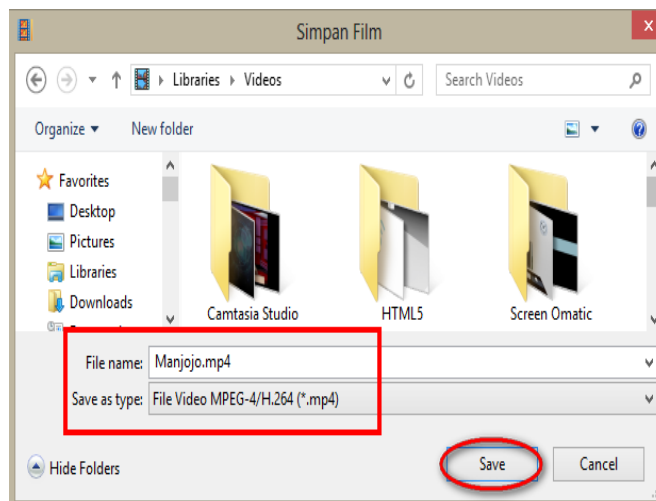 Simpan Film
x
Libraries Videos
Search Videos
Organize
New folder
Favorites
Desktop
Pictures
Libraries
Downloads
Camtasia Studio
HTML5
Screen Omatic
File name: Manjojo.mp4
Save as type: File Video MPEG-4/H.264 (*.mp4)
Hide Folders
Save
Cancel